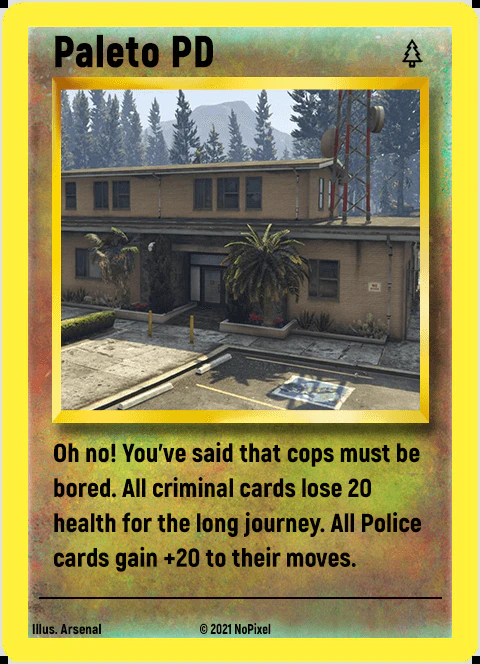 Paleto PD
Oh no! You've said that cops must be
bored. All criminal cards lose 20
health for the long journey. All Police
cards gain +20 to their moves.
Illus. Arsenal © 2021 NoPixel